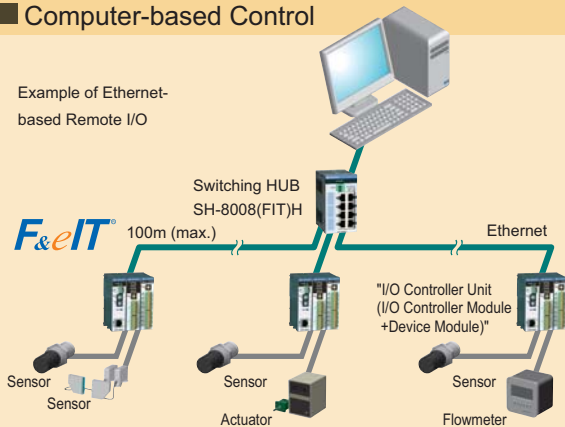 Computer-based Control
Example of Ethernet-
based Remote I/O
Switching HUB
SH-8008(FIT)H
F&eIT®
100m (max.)
Ethernet
"I/O Controller Unit
(I/O Controller Module
+Device Module)"
Sensor
Sensor
Sensor
Actuator
Sensor
Flowmeter